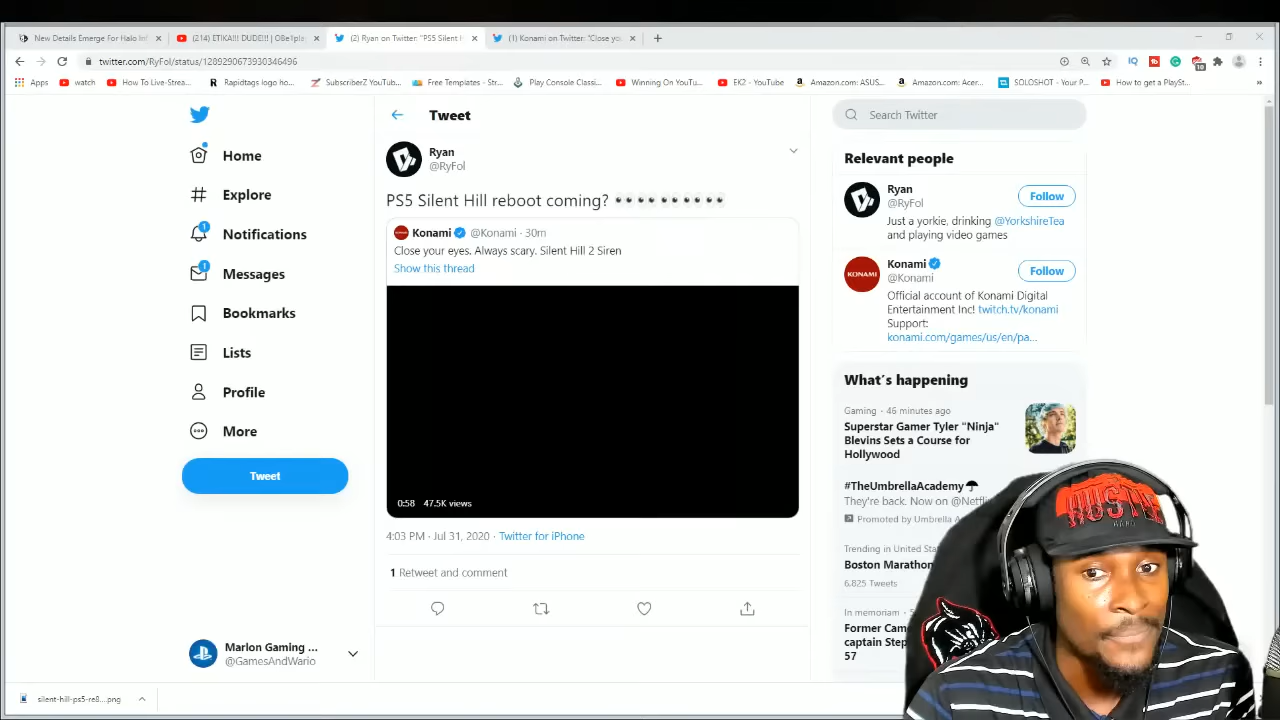 New Details Emerge For Halo Inf
(214) ETIKA!!! DUDE!!!
(2) Ryan on Twitter: "PS5 Silent H
(1) Konami on Twitter: "Close you
twitter.com/RyFol/status/1289290673930346496
Apps
watch
How To Live-Strea...
Rapidtags logo ho...
SubscriberZ YouTub...
Free Templates - Str...
Play Console Classi...
Winning On YouTu...
EK2 - YouTube
Amazon.com: ASUS...
Amazon.com: Acer...
SOLOSHOT - Your P...
How to get a PlaySt...
»
Home
Explore
1
Notifications
1
Messages
Bookmarks
Lists
Profile
More
Tweet
Marlon Gaming ...
@GamesAndWario
Tweet
Ryan
@RyFol
PS5 Silent Hill reboot coming? 👀👀👀👀👀
Konami @Konami · 30m
Close your eyes. Always scary. Silent Hill 2 Siren
Show this thread
0:58 47.5K views
4:03 PM · Jul 31, 2020 · Twitter for iPhone
1 Retweet and comment
Search Twitter
Relevant people
Ryan
@RyFol
Follow
Just a yorkie, drinking @YorkshireTea
and playing video games
KONAMI
Konami
@Konami
Follow
Official account of Konami Digital
Entertainment Inc! twitch.tv/konami
Support:
konami.com/games/us/en/pa...
What's happening
Gaming · 46 minutes ago
Superstar Gamer Tyler "Ninja"
Blevins Sets a Course for
Hollywood
#TheUmbrellaAcademy
They're back. Now on @Netfli
Promoted by Umbrella A
Trending in United Sta
Boston Marathon
6,825 Tweets
In memoriam ·
Former Cam
captain Step
57
silent-hill-ps5-re8....png